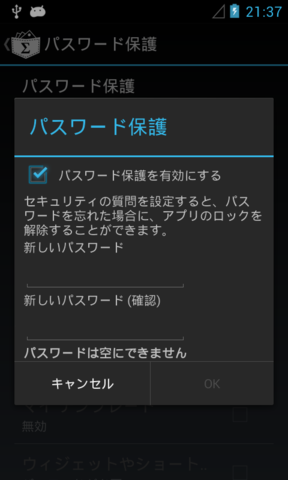 21:37
パスワード保護
パスワード保護
パスワード保護
パスワード保護を有効にする
セキュリティの質問を設定すると、パス
ワードを忘れた場合に、アプリのロックを
解除することができます。
新しいパスワード
新しいパスワード (確認)
パスワードは空にできません
キャンセル
OK
無効
ウィジェットやショート...